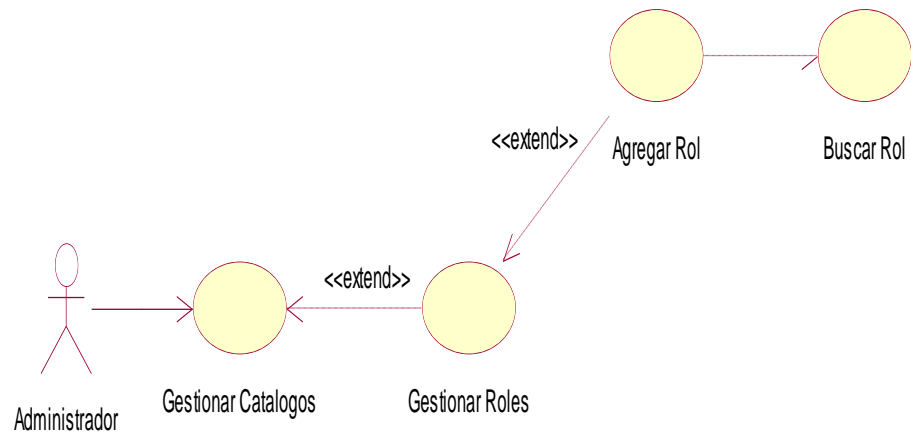 <<extend>>
Agregar Rol
Buscar Rol
<<extend>>
Gestionar Catalogos
Gestionar Roles
Administrador